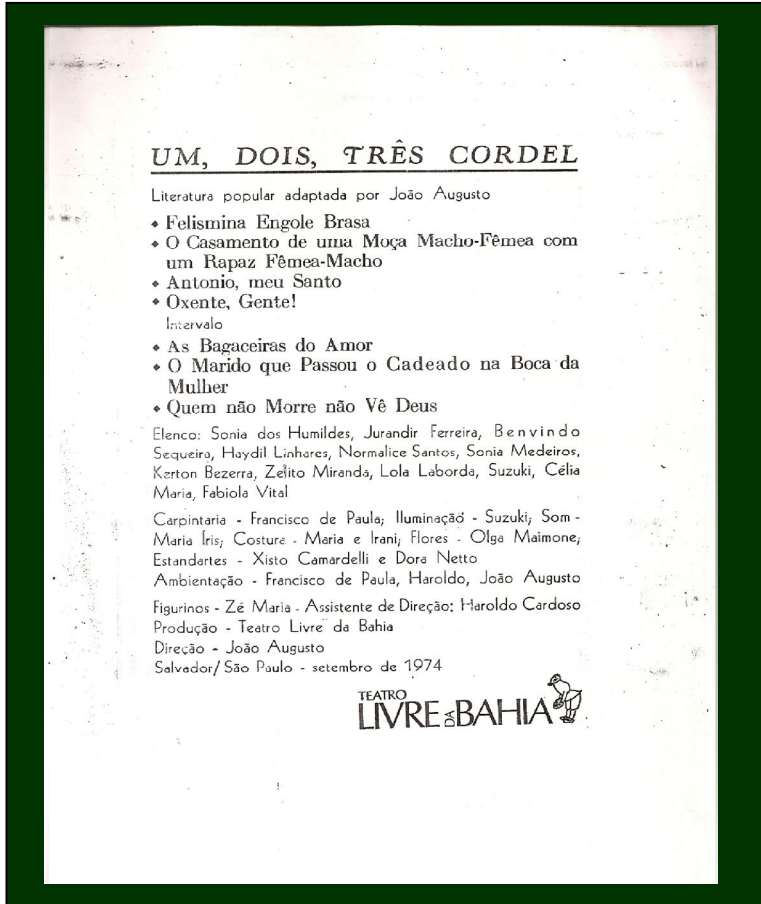 UM, DOIS, TRÊS CORDEL
Literatura popular adaptada por João Augusto
◆ Felismina Engole Brasa
◆ O Casamento de uma Moça Macho-Fêmea com
um Rapaz Fêmea-Macho
◆ Antonio, meu Santo
◆ Oxente, Gente!
Intervalo
◆ As Bagaceiras do Amor
◆ O Marido que Passou o Cadeado na Boca da
Mulher
◆ Quem não Morre não Vê Deus
Elenco: Sonia dos Humildes, Jurandir Ferreira, Benvindo
Sequeira, Haydil Linhares, Normalice Santos, Sonia Medeiros,
Kerton Bezerra, Zelito Miranda, Lola Laborda, Suzuki, Célia
Maria, Fabiola Vital
Carpintaria - Francisco de Paula; Iluminação - Suzuki; Som -
Maria Íris; Costura - Maria e Irani; Flores - Olga Maimone;
Estandartes - Xisto Camardelli e Dora Netto
Ambientação - Francisco de Paula, Haroldo, João Augusto
Figurinos - Zé Maria - Assistente de Direção: Haroldo Cardoso
Produção - Teatro Livre da Bahia
Direção - João Augusto
Salvador/São Paulo - setembro de 1974
TEATRO
LIVRE DA BAHIA